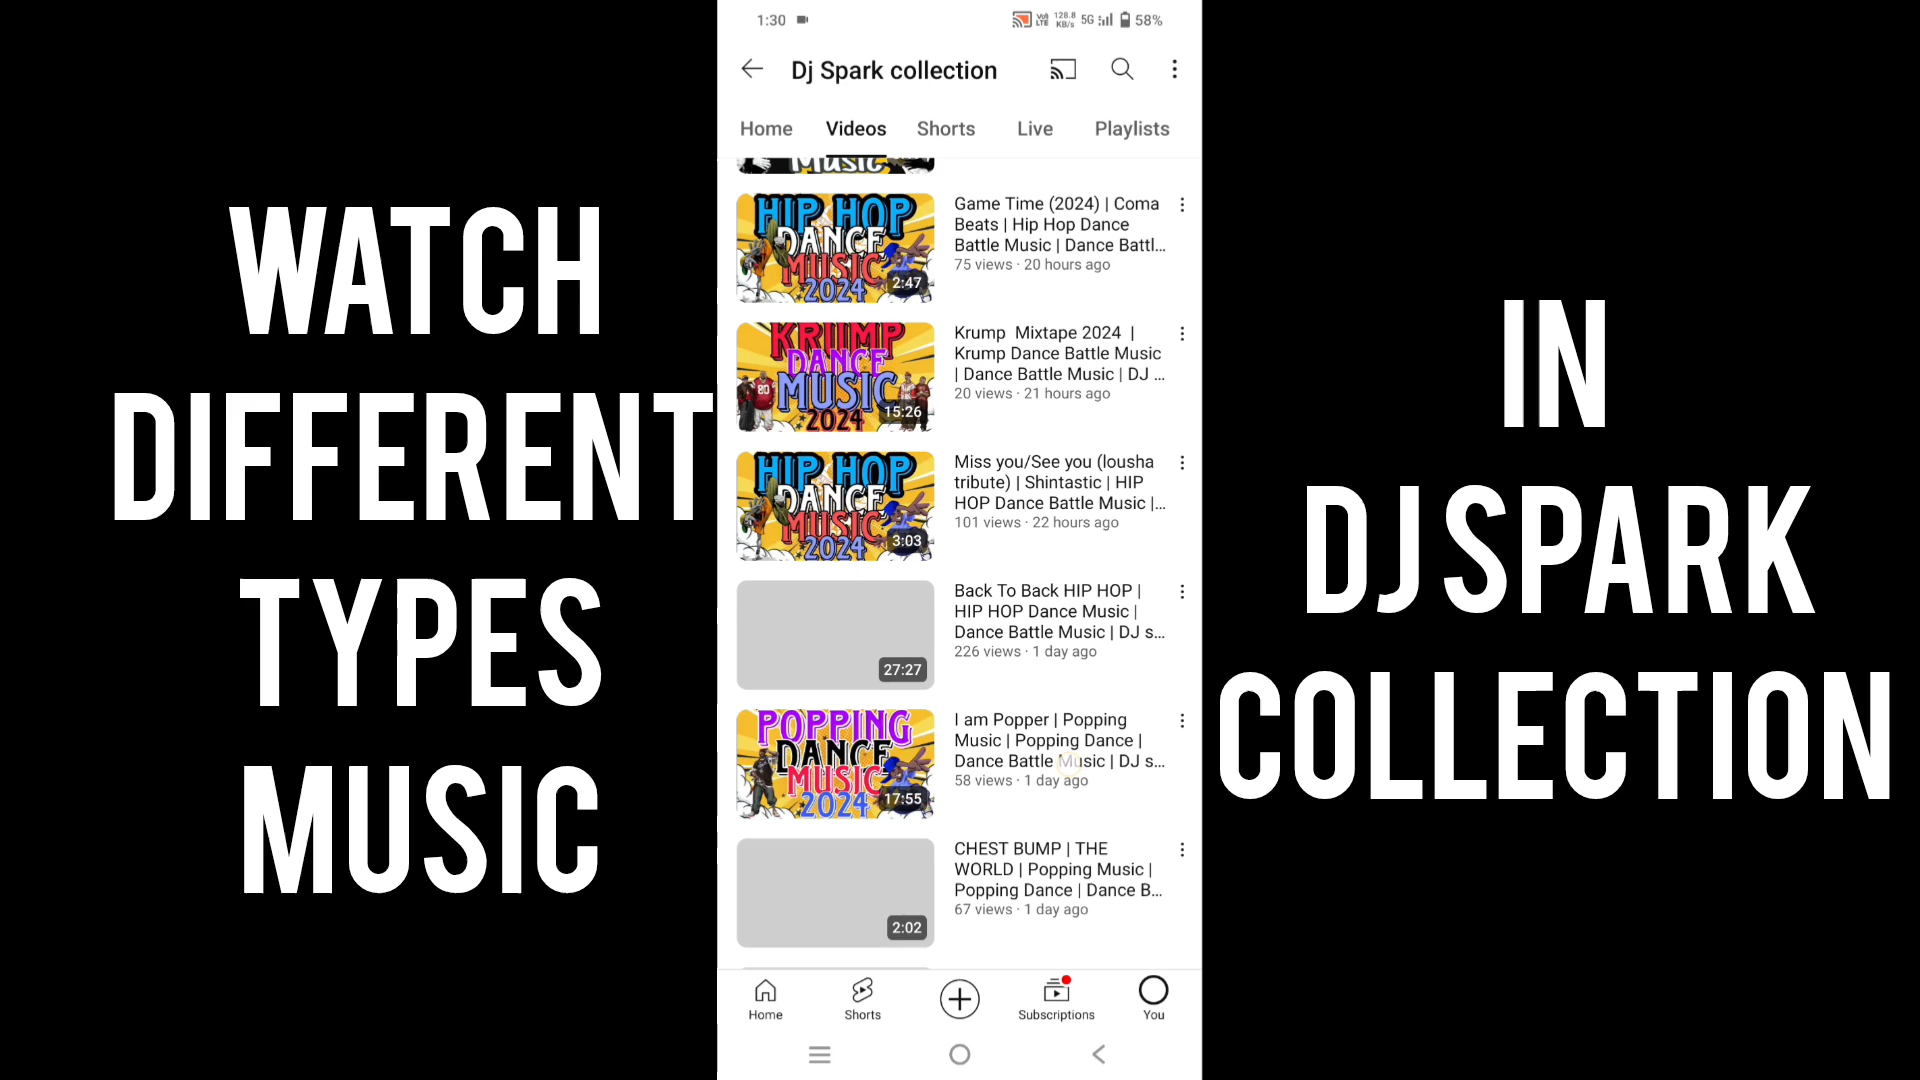 WATCH
DIFFERENT
TYPES
MUSIC
1:30
Vo LTE 128.8 KB/s 5G 58%
Dj Spark collection
Home Videos Shorts Live Playlists
Music
HIP HOP
DANCE
MUSIC
2024
2:47
Game Time (2024) | Coma
Beats | Hip Hop Dance
Battle Music | Dance Battl...
75 views · 20 hours ago
KRUMP
DANCE
MUSIC
2024
80
15:26
Krump Mixtape 2024 |
Krump Dance Battle Music
| Dance Battle Music | DJ ...
20 views · 21 hours ago
HIP HOP
DANCE
MUSIC
2024
3:03
Miss you/See you (lousha
tribute) | Shintastic | HIP
HOP Dance Battle Music |...
101 views · 22 hours ago
27:27
Back To Back HIP HOP |
HIP HOP Dance Music |
Dance Battle Music | DJ s...
226 views · 1 day ago
POPPING
DANCE
MUSIC
2024
17:55
I am Popper | Popping
Music | Popping Dance |
Dance Battle Music | DJ s...
58 views · 1 day ago
2:02
CHEST BUMP | THE
WORLD | Popping Music |
Popping Dance | Dance B...
67 views · 1 day ago
Home Shorts Subscriptions You
IN
DJ SPARK
COLLECTION